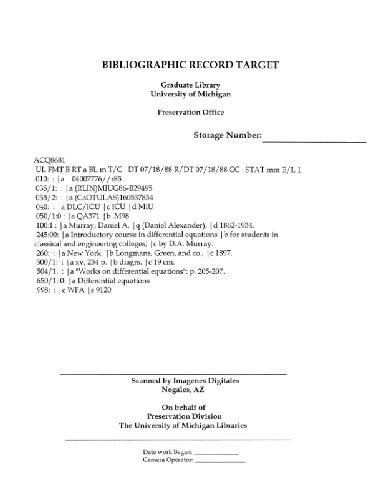 BIBLIOGRAPHIC RECORD TARGET
Graduate Library
University of Michigan
Preservation Office
Storage Number:
ACQ8681
UL FMT B RT a BL m T/C DT 07/18/88 R/DT 07/18/88 CC STAT mm E/L 1
010: : |a 04007776//r85
035/1: : |a (RLIN)MIUG86-B29495
035/2: : |a (CaOTULAS)160537834
040: : |a DLC/ICU |c ICU |d MiU
050/1:0 : |a QA371 |b .M98
100:1 : |a Murray, Daniel A. |q (Daniel Alexander), |d 1862-1934.
245:00: |a Introductory course in differential equations |b for students in
classical and engineering colleges; |c by D.A. Murray.
260: : |a New York, |b Longmans, Green, and co., |c 1897.
300/1: : |a xv, 234 p. |b diagrs. |c 19 cm.
504/1: : |a "Works on differential equations": p. 205-207.
650/1: 0: |a Differential equations
998: : |c WFA |s 9120
Scanned by Imagenes Digitales
Nogales, AZ
On behalf of
Preservation Division
The University of Michigan Libraries
Date work Began:
Camera Operator: